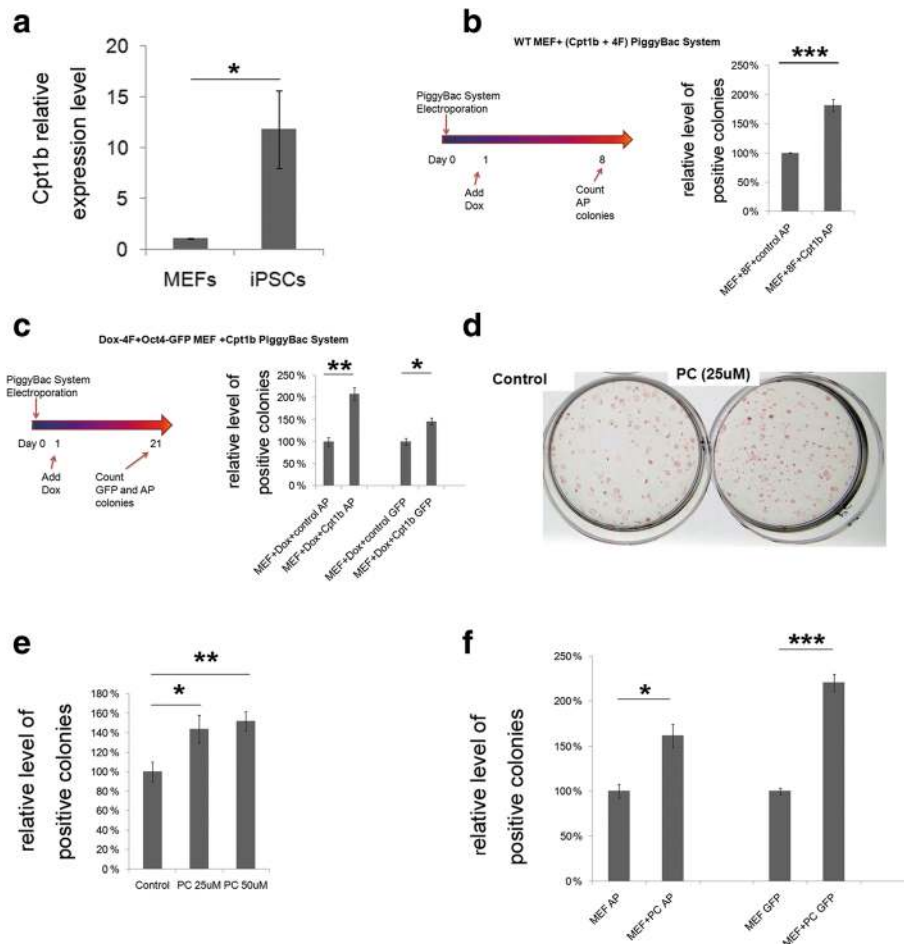 a
Cpt1b relative
expression level
20
15
10
5
0
*
MEFs
iPSCs
b
WT MEF+ (Cpt1b + 4F) PiggyBac System
PiggyBac System
Electroporation
Day 0
1
8
Add
Dox
Count
AP
colonies
relative level of
positive colonies
250%
200%
150%
100%
50%
0%
***
MEF+8F+control AP
MEF+8F+Cpt1b AP
c
Dox-4F+Oct4-GFP MEF +Cpt1b PiggyBac System
PiggyBac System
Electroporation
Day 0
1
21
Add
Dox
Count
GFP and AP
colonies
relative level of
positive colonies
250 %
200 %
150 %
100 %
50 %
0 %
**
*
MEF+Dox+control AP
MEF+Dox+Cpt1b AP
MEF+Dox+control GFP
MEF+Dox+Cpt1b GFP
d
Control
PC (25uM)
e
relative level of
positive colonies
180 %
160 %
140 %
120 %
100 %
80 %
60 %
40 %
20 %
0 %
*
**
Control
PC 25uM
PC 50uM
f
relative level of
positive colonies
250%
200%
150%
100%
50%
0%
*
***
MEF AP
MEF+PC AP
MEF GFP
MEF+PC GFP